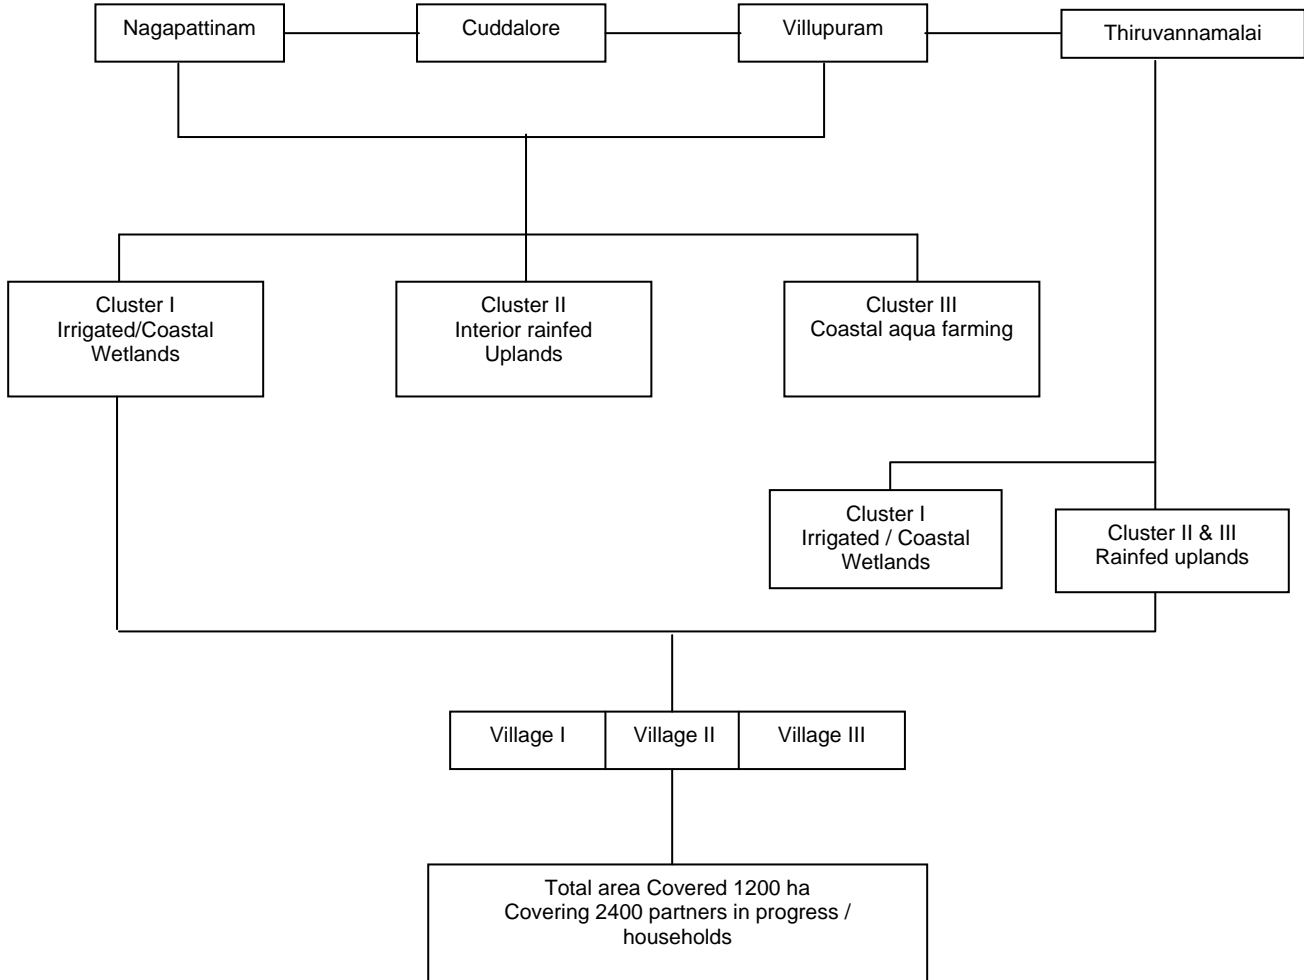 Nagapattinam
Cuddalore
Villupuram
Thiruvannamalai
Cluster I
Irrigated/Coastal
Wetlands
Cluster II
Interior rainfed
Uplands
Cluster III
Coastal aqua farming
Cluster I
Irrigated / Coastal
Wetlands
Cluster II & III
Rainfed uplands
Village I
Village II
Village III
Total area Covered 1200 ha
Covering 2400 partners in progress /
households